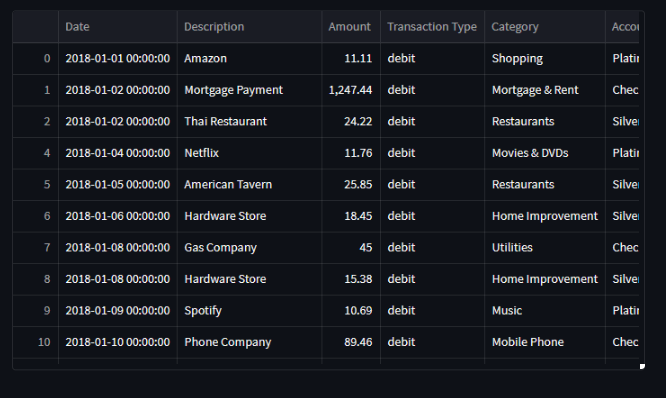 Date Description Amount Transaction Type Category Accou
0 2018-01-01 00:00:00 Amazon 11.11 debit Shopping Platin
1 2018-01-02 00:00:00 Mortgage Payment 1,247.44 debit Mortgage & Rent Chec
2 2018-01-02 00:00:00 Thai Restaurant 24.22 debit Restaurants Silver
4 2018-01-04 00:00:00 Netflix 11.76 debit Movies & DVDs Platin
5 2018-01-05 00:00:00 American Tavern 25.85 debit Restaurants Silver
6 2018-01-06 00:00:00 Hardware Store 18.45 debit Home Improvement Silver
7 2018-01-08 00:00:00 Gas Company 45 debit Utilities Chec
8 2018-01-08 00:00:00 Hardware Store 15.38 debit Home Improvement Silver
9 2018-01-09 00:00:00 Spotify 10.69 debit Music Platin
10 2018-01-10 00:00:00 Phone Company 89.46 debit Mobile Phone Chec